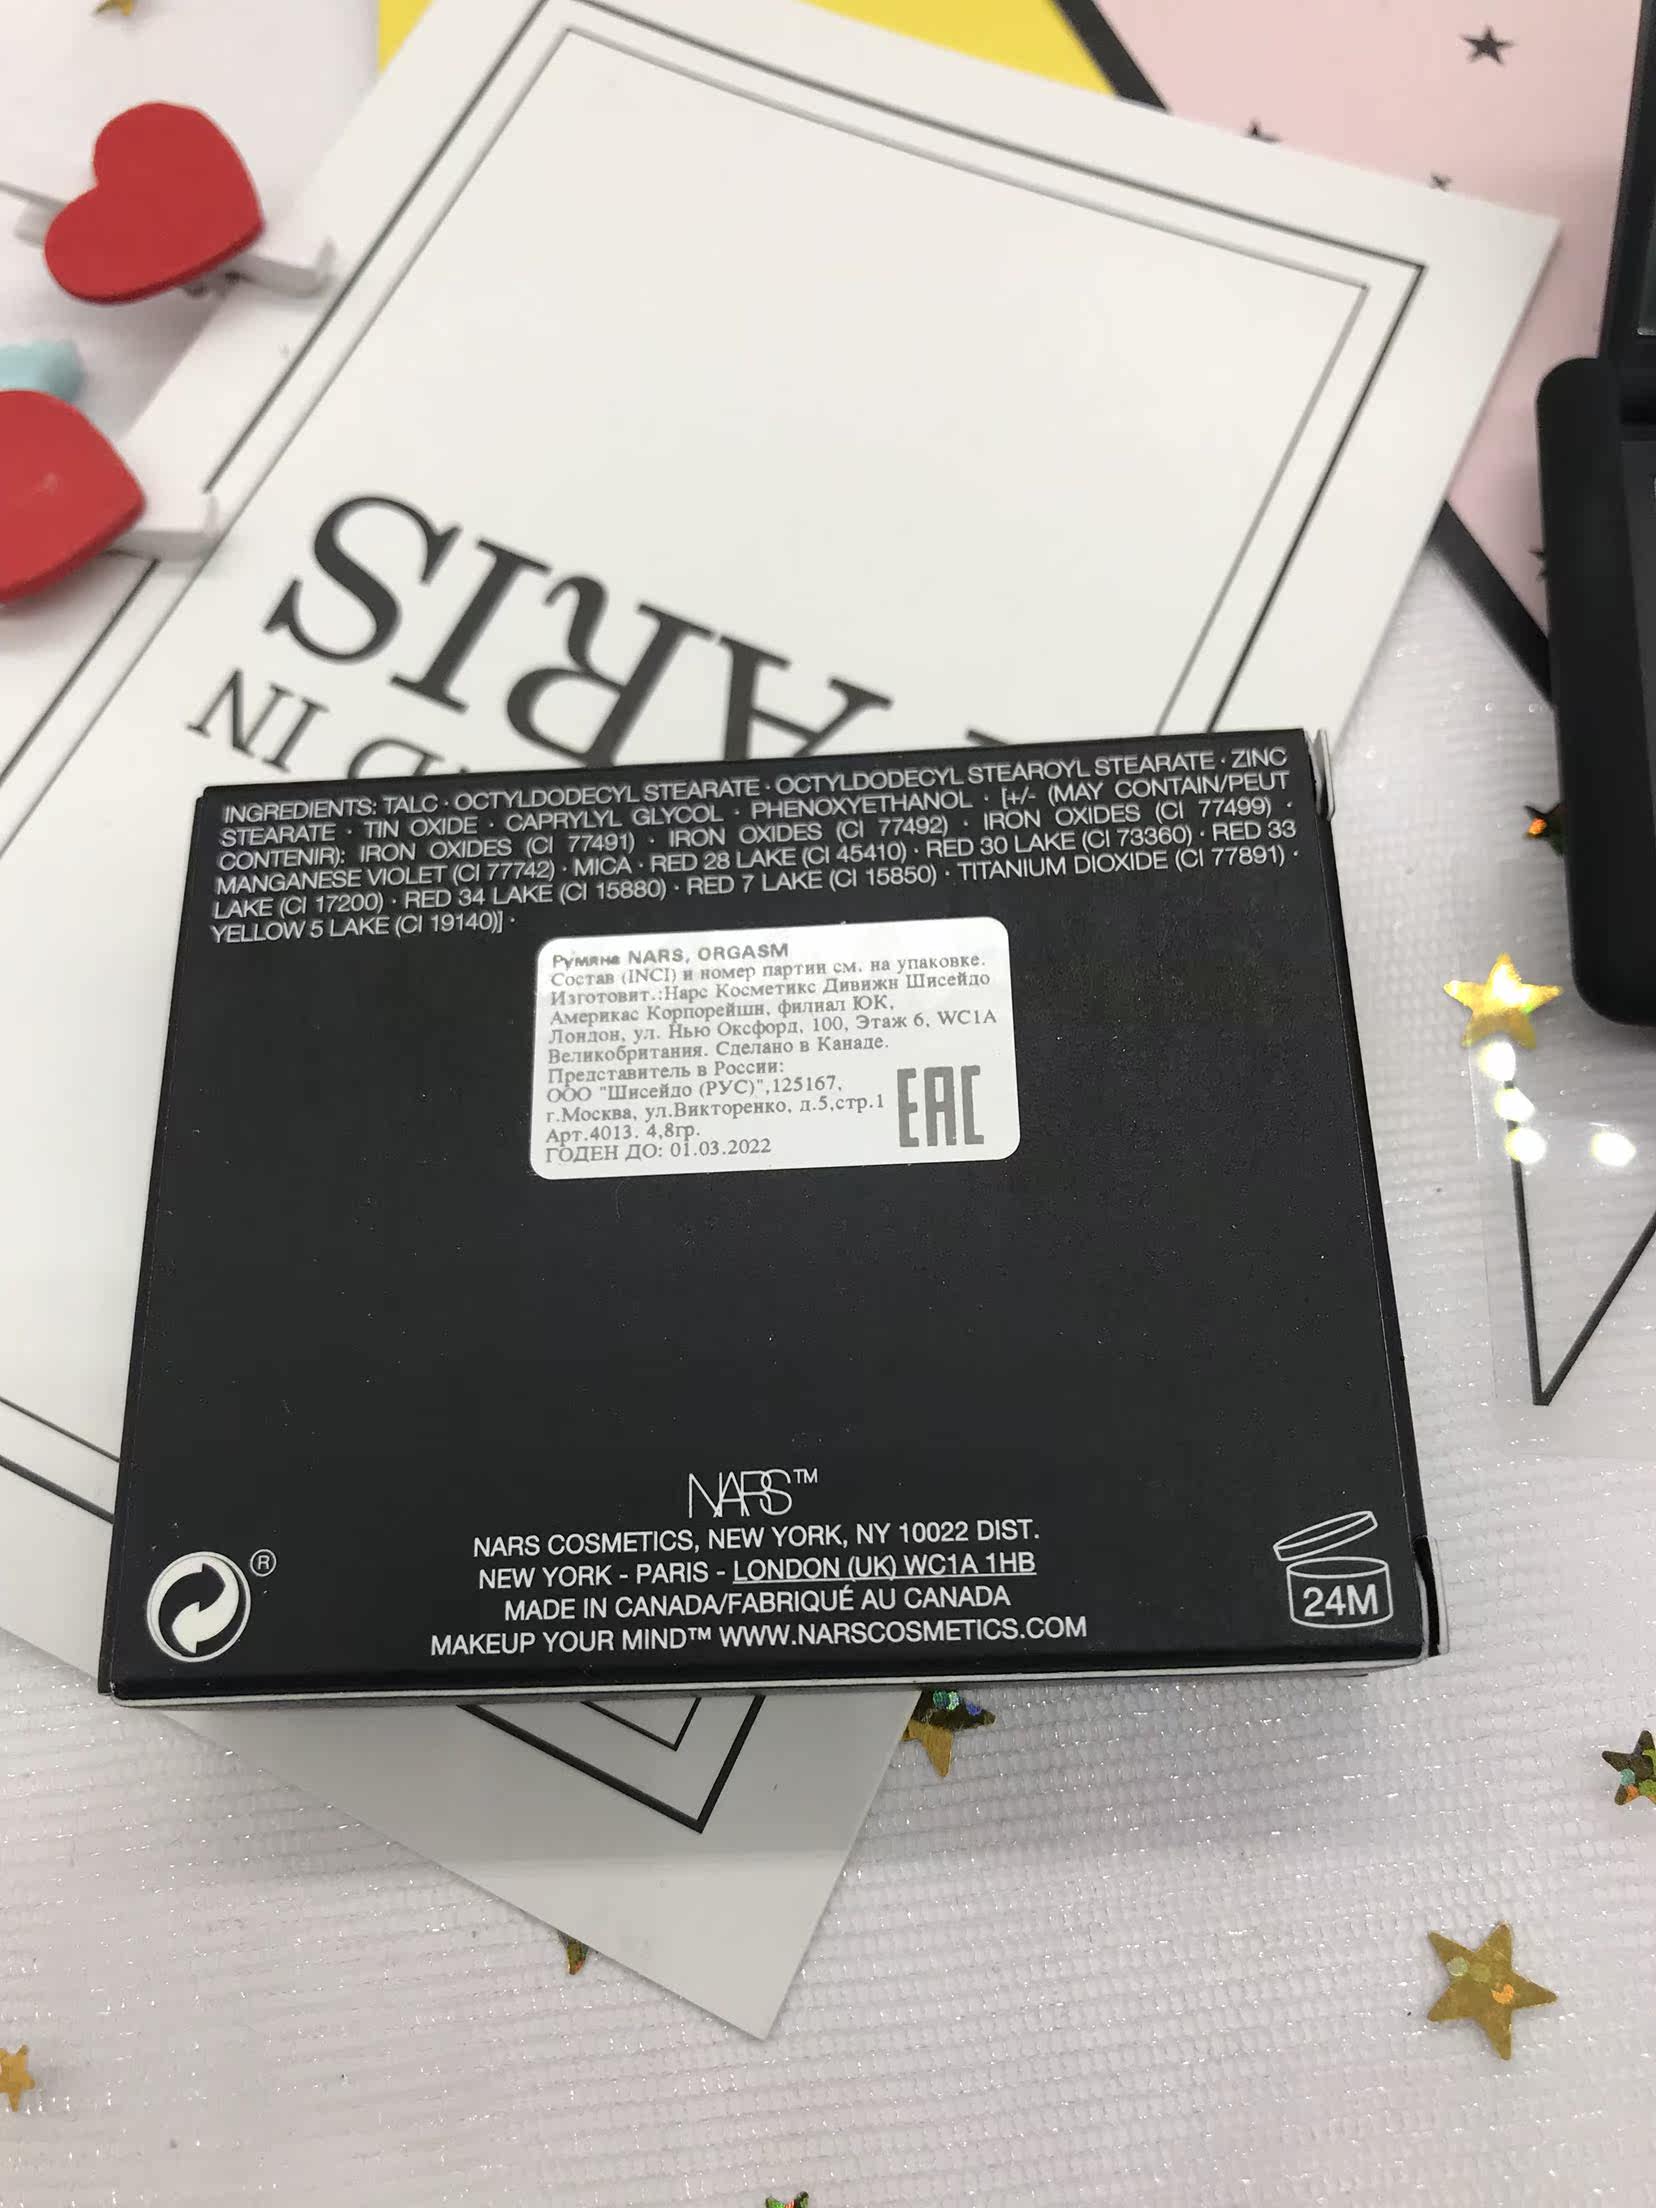 ARIS
D IN
INGREDIENTS: TALC · OCTYLDODECYL STEARATE · OCTYLDODECYL STEAROYL STEARATE · ZINC
STEARATE · TIN OXIDE · CAPRYLYL GLYCOL · PHENOXYETHANOL · [+/- (MAY CONTAIN/PEUT
CONTENIR): IRON OXIDES (CI 77491) · IRON OXIDES (CI 77492) · IRON OXIDES (CI 77499) ·
MANGANESE VIOLET (CI 77742) · MICA · RED 28 LAKE (CI 45410) · RED 30 LAKE (CI 73360) · RED 33
LAKE (CI 17200) · RED 34 LAKE (CI 15880) · RED 7 LAKE (CI 15850) · TITANIUM DIOXIDE (CI 77891) ·
YELLOW 5 LAKE (CI 19140)] ·
Румяна NARS, ORGASM
Состав (INCI) и номер партии см. на упаковке.
Изготовит.:Нарс Косметикс Дивижн Шисейдо
Америкас Корпорейшн, филиал ЮК,
Лондон, ул. Нью Оксфорд, 100, Этаж 6, WC1A
Великобритания. Сделано в Канаде.
Представитель в России:
ООО "Шисейдо (РУС)",125167,
г.Москва, ул.Викторенко, д.5,стр.1
Арт.4013. 4,8гр.
ГОДЕН ДО: 01.03.2022
EAC
NARS™
NARS COSMETICS, NEW YORK, NY 10022 DIST.
NEW YORK - PARIS - LONDON (UK) WC1A 1HB
MADE IN CANADA/FABRIQUÉ AU CANADA
MAKEUP YOUR MIND™ WWW.NARSCOSMETICS.COM
®
24M